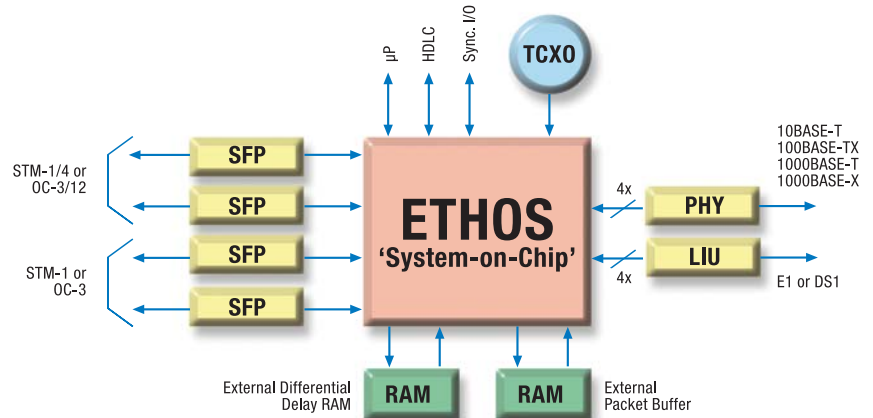 µP
HDLC
Sync. I/O
TCXO
STM-1/4 or
OC-3/12
SFP
SFP
STM-1 or
OC-3
SFP
SFP
ETHOS
'System-on-Chip'
4x
PHY
10BASE-T
100BASE-TX
1000BASE-T
1000BASE-X
4x
LIU
E1 or DS1
External Differential
Delay RAM
RAM
RAM
External
Packet Buffer